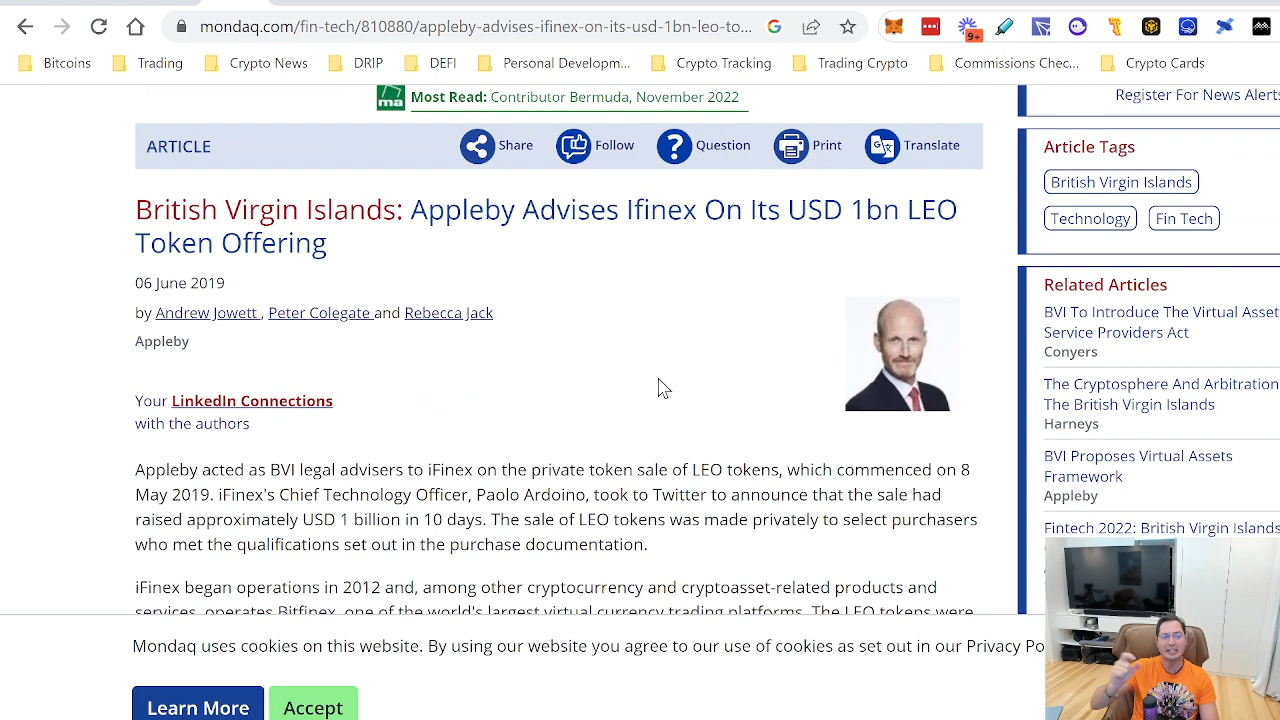 mondaq.com/fin-tech/810880/appleby-advises-ifinex-on-its-usd-1bn-leo-to...
9+
Bitcoins
Trading
Crypto News
DRIP
DEFI
Personal Developm...
Crypto Tracking
Trading Crypto
Commissions Chec...
Crypto Cards
ma
Most Read: Contributor Bermuda, November 2022
ARTICLE
Share
Follow
Question
Print
Translate
British Virgin Islands: Appleby Advises Ifinex On Its USD 1bn LEO
Token Offering
06 June 2019
by Andrew Jowett , Peter Colegate and Rebecca Jack
Appleby
Your LinkedIn Connections
with the authors
Appleby acted as BVI legal advisers to iFinex on the private token sale of LEO tokens, which commenced on 8
May 2019. iFinex's Chief Technology Officer, Paolo Ardoino, took to Twitter to announce that the sale had
raised approximately USD 1 billion in 10 days. The sale of LEO tokens was made privately to select purchasers
who met the qualifications set out in the purchase documentation.
iFinex began operations in 2012 and, among other cryptocurrency and cryptoasset-related products and
services, operates Bitfinex, one of the world's largest virtual currency trading platforms. The LEO tokens were
Register For News Alerts
Article Tags
British Virgin Islands
Technology
Fin Tech
Related Articles
BVI To Introduce The Virtual Asset
Service Providers Act
Conyers
The Cryptosphere And Arbitration
The British Virgin Islands
Harneys
BVI Proposes Virtual Assets
Framework
Appleby
Fintech 2022: British Virgin Islands
Mondaq uses cookies on this website. By using our website you agree to our use of cookies as set out in our Privacy Po
Learn More
Accept